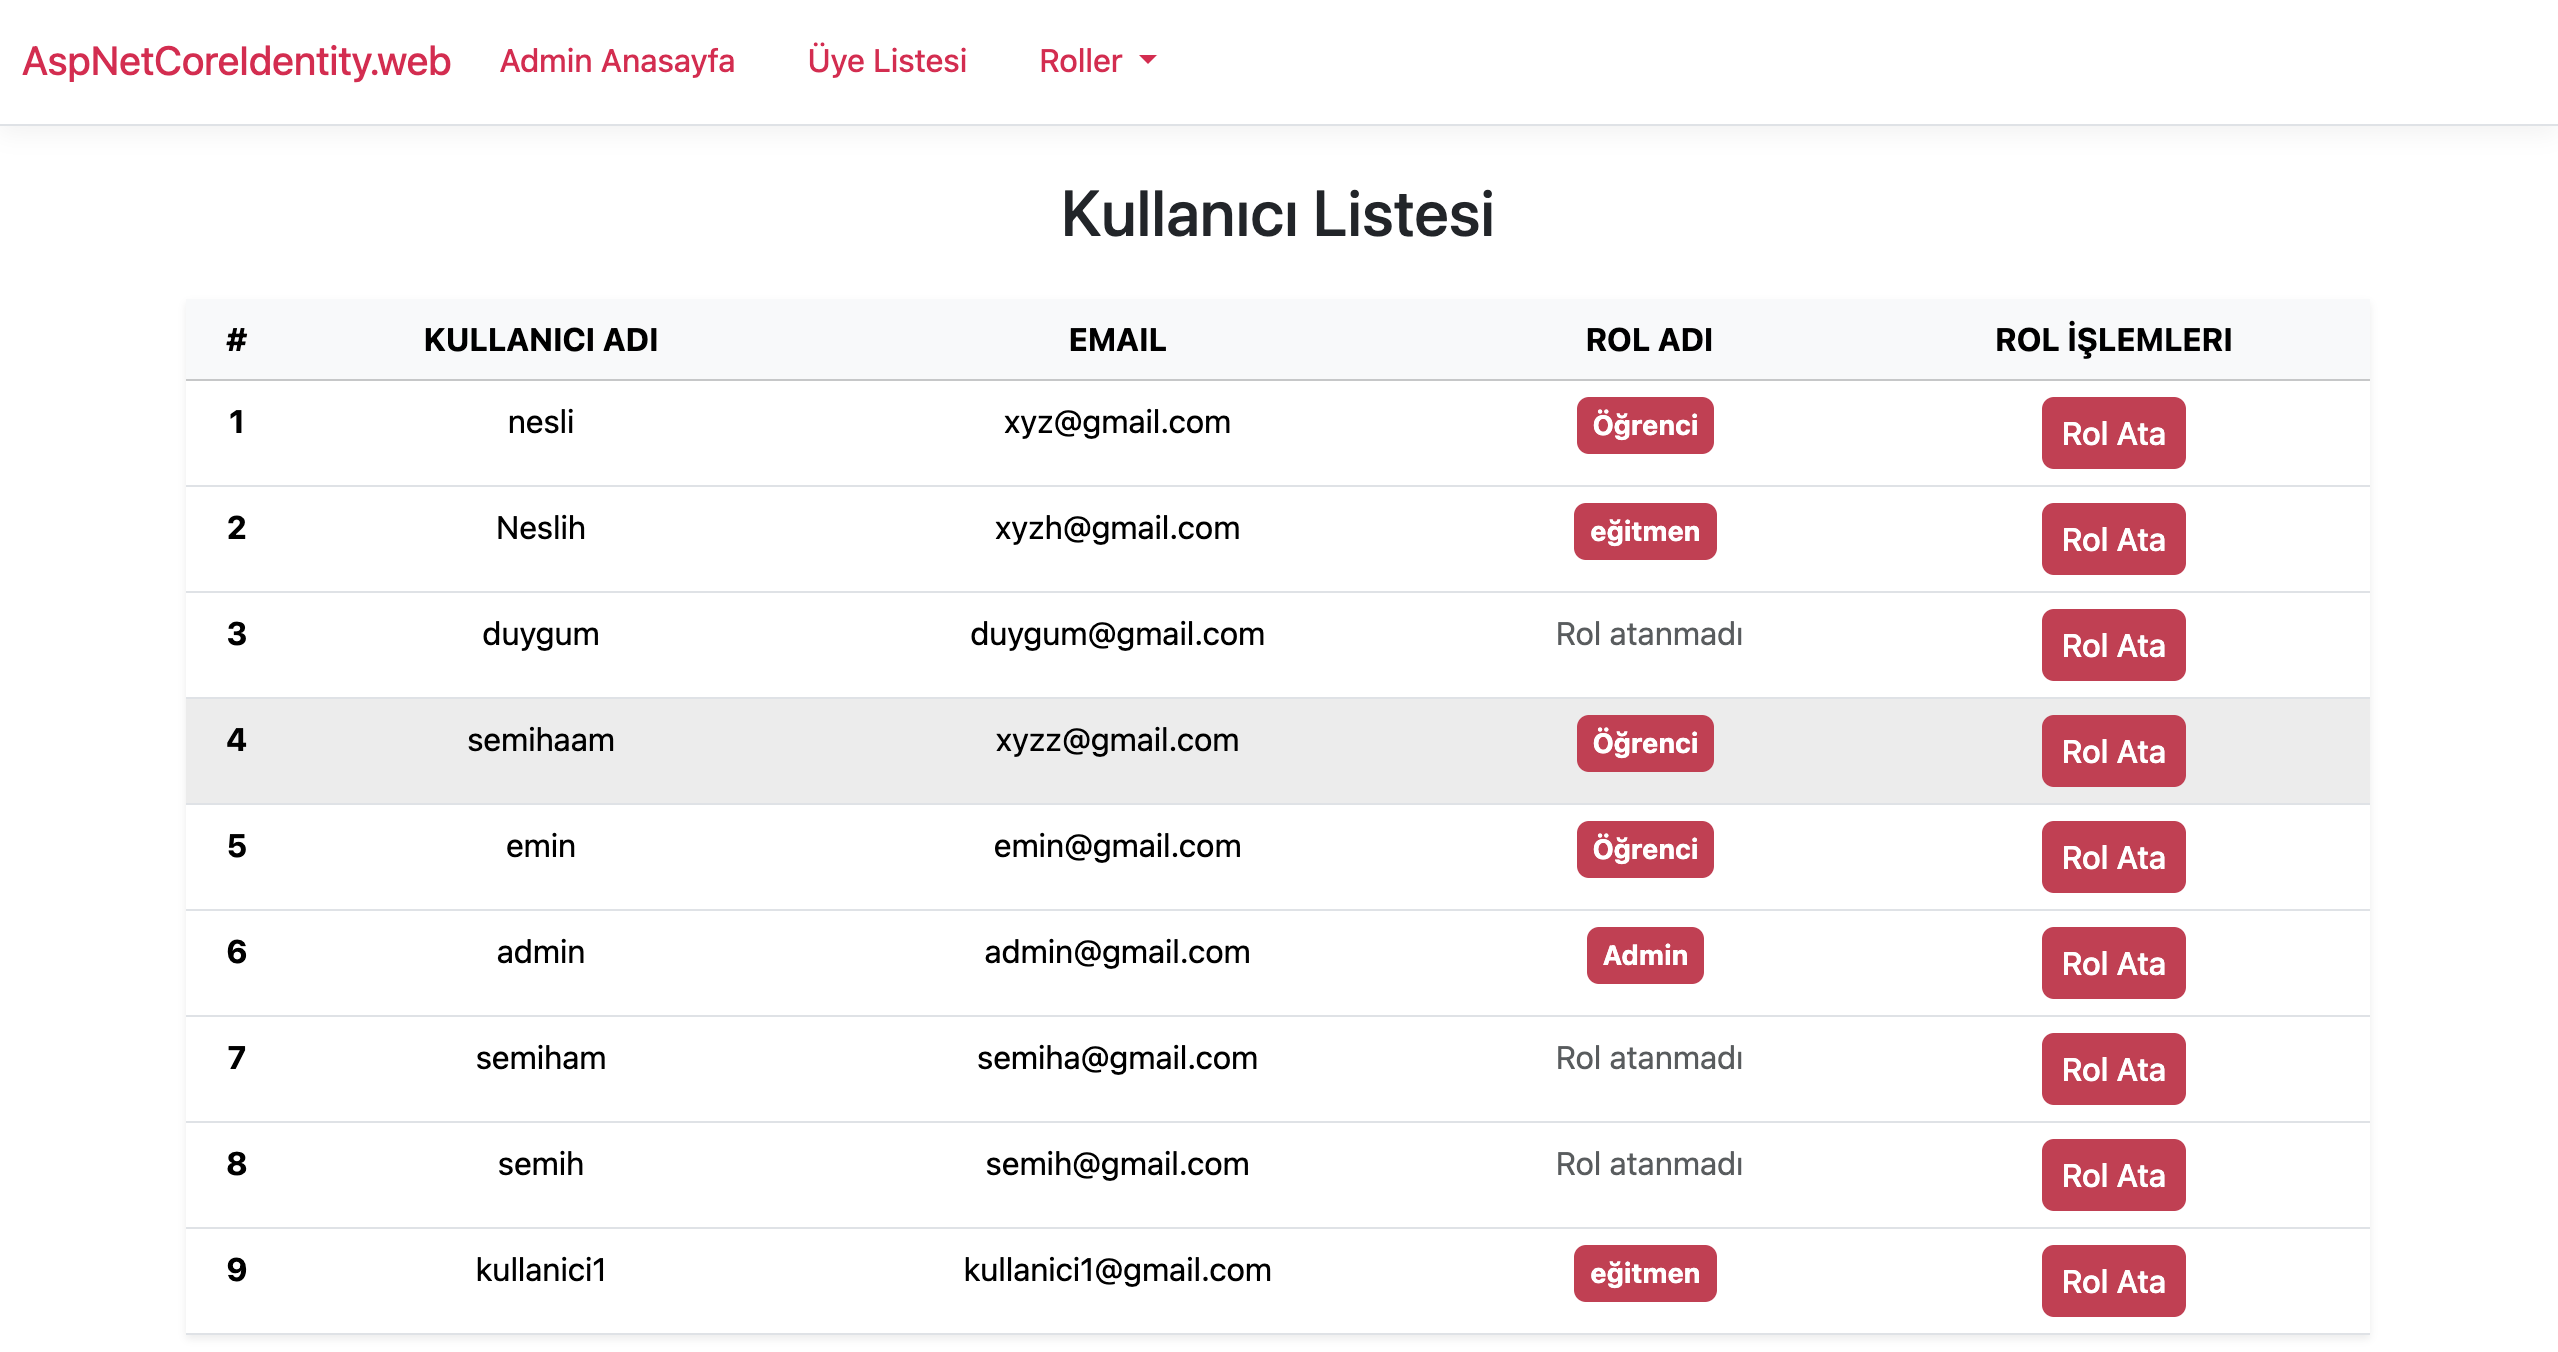 AspNetCoreIdentity.web Admin Anasayfa Üye Listesi Roller
Kullanıcı Listesi
# KULLANICI ADI EMAIL ROL ADI ROL İŞLEMLERI
1 nesli xyz@gmail.com Öğrenci Rol Ata
2 Neslih xyzh@gmail.com eğitmen Rol Ata
3 duygum duygum@gmail.com Rol atanmadı Rol Ata
4 semihaam xyzz@gmail.com Öğrenci Rol Ata
5 emin emin@gmail.com Öğrenci Rol Ata
6 admin admin@gmail.com Admin Rol Ata
7 semiham semiha@gmail.com Rol atanmadı Rol Ata
8 semih semih@gmail.com Rol atanmadı Rol Ata
9 kullanici1 kullanici1@gmail.com eğitmen Rol Ata